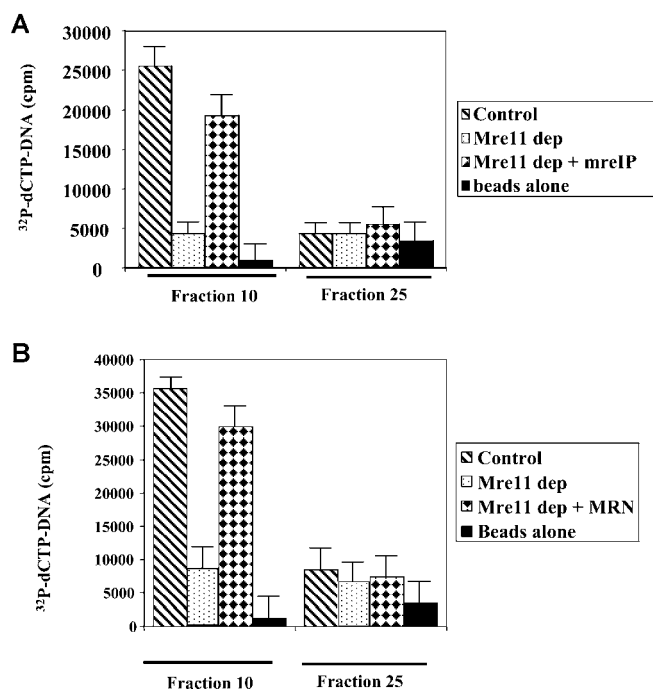 A
³²P-dCTP-DNA (cpm)
30000
25000
20000
15000
10000
5000
0
Fraction 10
Fraction 25
Control
Mre11 dep
Mre11 dep + mreIP
beads alone
B
³²P-dCTP-DNA (cpm)
40000
35000
30000
25000
20000
15000
10000
5000
0
Fraction 10
Fraction 25
Control
Mre11 dep
Mre11 dep + MRN
Beads alone